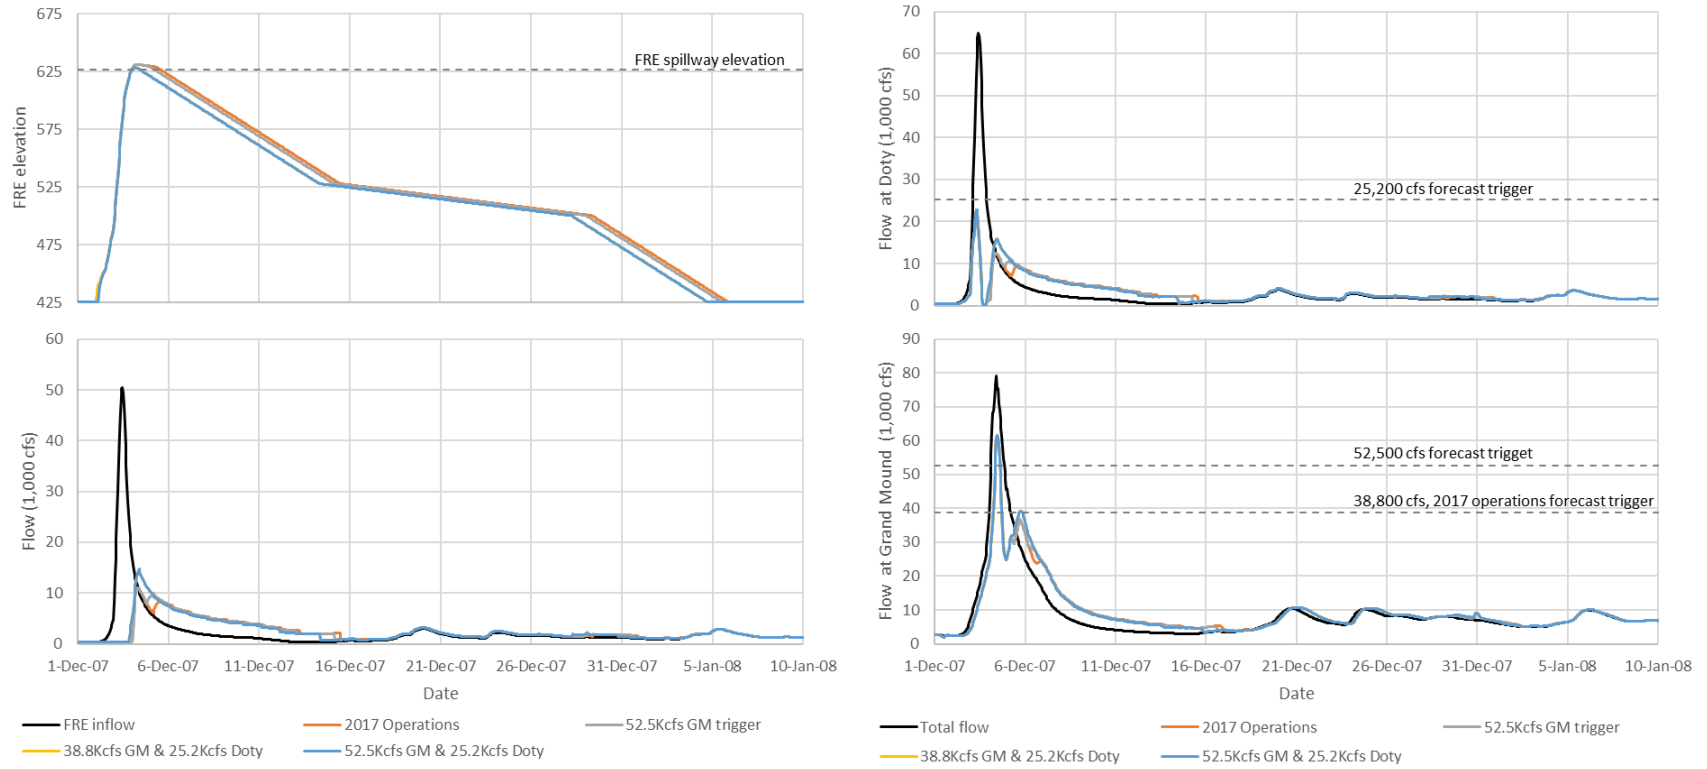 675
625
575
525
475
425
FRE elevation
FRE spillway elevation
70
60
50
40
30
20
10
0
Flow at Doty (1,000 cfs)
25,200 cfs forecast trigger
60
50
40
30
20
10
0
Flow (1,000 cfs)
1-Dec-07 6-Dec-07 11-Dec-07 16-Dec-07 21-Dec-07 26-Dec-07 31-Dec-07 5-Jan-08 10-Jan-08
Date
FRE inflow 2017 Operations 52.5Kcfs GM trigger
38.8Kcfs GM & 25.2Kcfs Doty 52.5Kcfs GM & 25.2Kcfs Doty
90
80
70
60
50
40
30
20
10
0
Flow at Grand Mound (1,000 cfs)
52,500 cfs forecast trigget
38,800 cfs, 2017 operations forecast trigger
1-Dec-07 6-Dec-07 11-Dec-07 16-Dec-07 21-Dec-07 26-Dec-07 31-Dec-07 5-Jan-08 10-Jan-08
Date
Total flow 2017 Operations 52.5Kcfs GM trigger
38.8Kcfs GM & 25.2Kcfs Doty 52.5Kcfs GM & 25.2Kcfs Doty